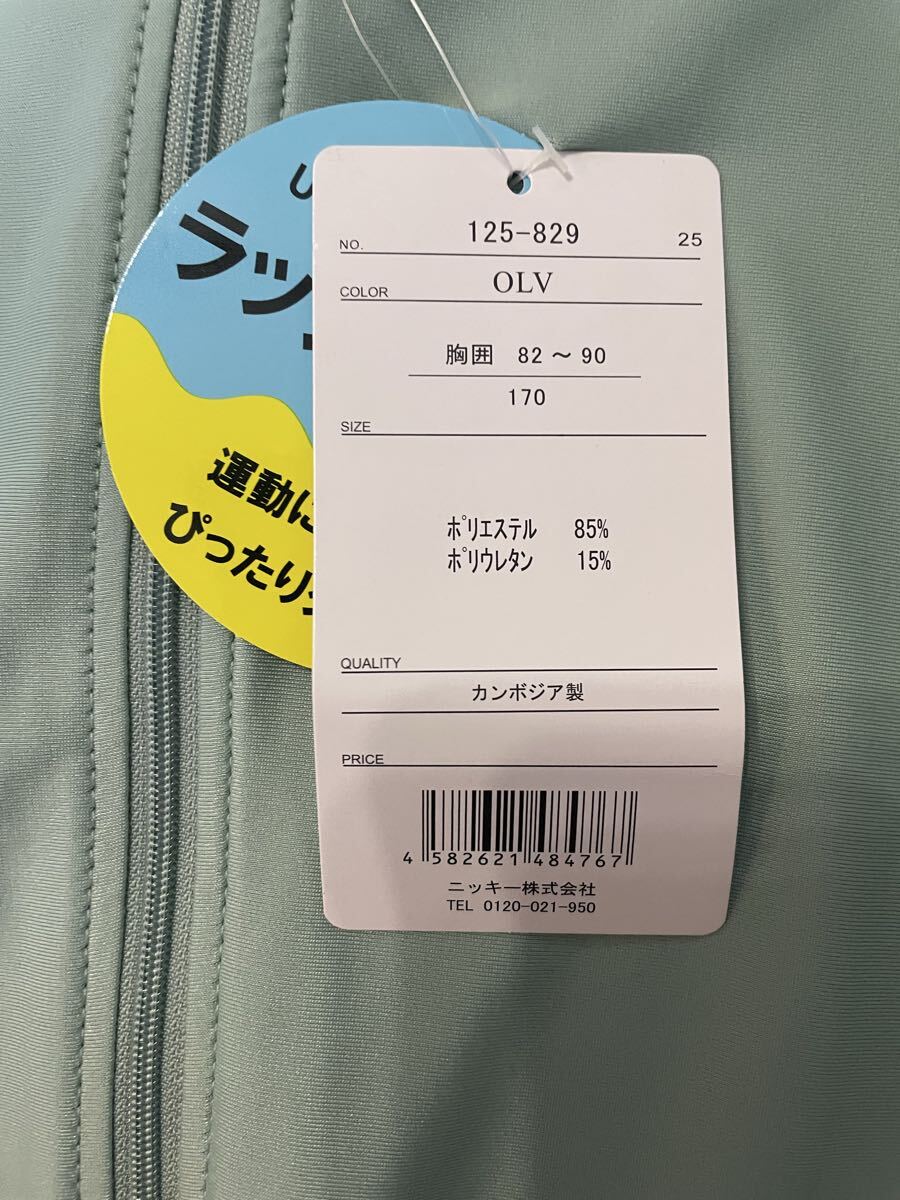 ラッ
運動に
ぴったり
NO. 125-829 25
COLOR OLV
胸囲 82 ～ 90
170
SIZE
ポリエステル 85%
ポリウレタン 15%
QUALITY
カンボジア製
PRICE
4 582621 484767
ニッキー株式会社
TEL 0120-021-950